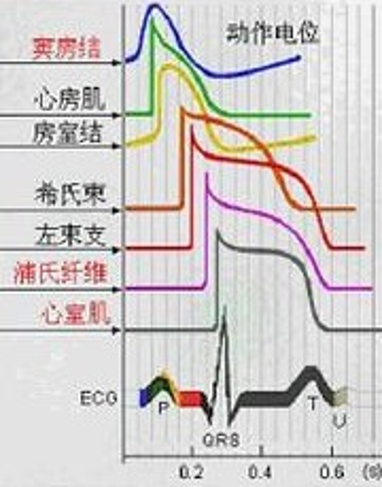 动作电位
窦房结
心房肌
房室结
希氏束
左束支
浦氏纤维
心室肌
ECG
P
QRS
T
U
0.2
0.4
0.6
(s)